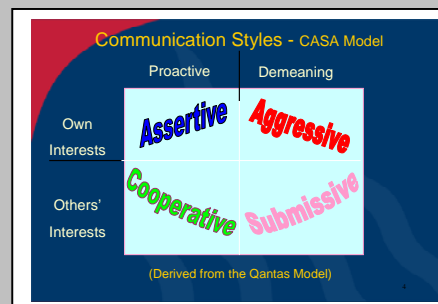 Communication Styles - CASA Model
Proactive Demeaning
Own
Interests
Assertive Aggressive
Others'
Interests
Cooperative Submissive
(Derived from the Qantas Model)